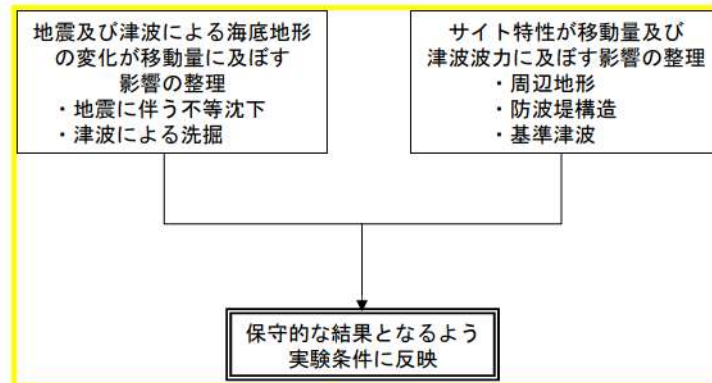 地震及び津波による海底地形
の変化が移動量に及ぼす
影響の整理
・地震に伴う不等沈下
・津波による洗掘
サイト特性が移動量及び
津波波力に及ぼす影響の整理
・周辺地形
・防波堤構造
・基準津波
保守的な結果となるよう
実験条件に反映